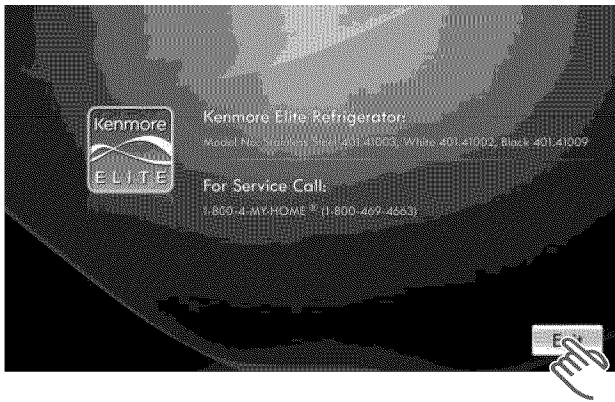 Kenmore
ELITE
Kenmore Elite Refrigerator:
Model No: Stainless Steel 401.41003, White 401.41002, Black 401.41009
For Service Call:
1-800-4-MY-HOME ® (1-800-469-4663)
Exit